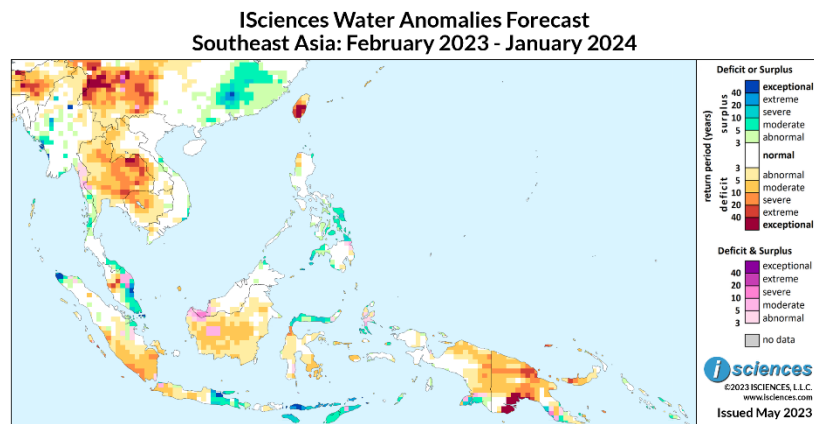 ISciences Water Anomalies Forecast
Southeast Asia: February 2023 - January 2024
Deficit or Surplus
return period (years)
surplus
deficit
exceptional
40
extreme
20
severe
10
moderate
5
abnormal
3
normal
3
abnormal
5
moderate
10
severe
20
extreme
40
exceptional
Deficit & Surplus
exceptional
40
extreme
20
severe
10
moderate
5
abnormal
3
no data
i sciences
©2023 ISCIENCES, L.L.C.
www.isciences.com
Issued May 2023